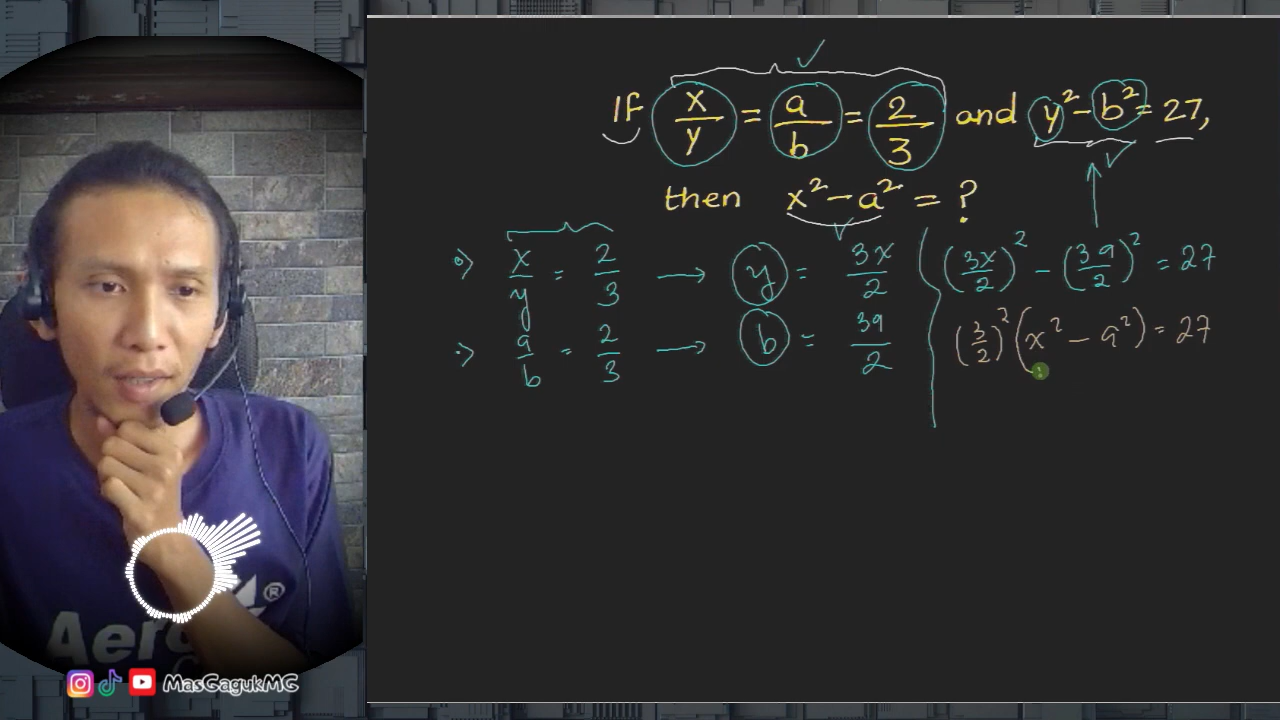 IF x/y = a/b = 2/3 and y² - b² = 27,
then x² - a² = ?
x/y = 2/3 → y = 3x/2
(3x/2)² - (3a/2)² = 27
a/b = 2/3 → b = 3a/2
(3/2)² (x² - a²) = 27
Aero
®
MasGagukMG